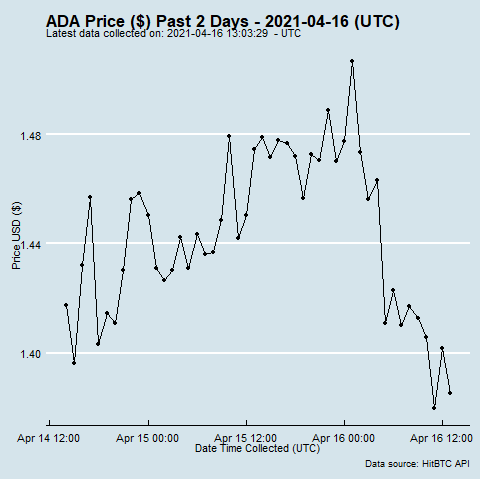 ADA Price ($) Past 2 Days - 2021-04-16 (UTC)
Latest data collected on: 2021-04-16 13:03:29 - UTC
Price USD ($)
1.48
1.44
1.40
Apr 14 12:00
Apr 15 00:00
Apr 15 12:00
Apr 16 00:00
Apr 16 12:00
Date Time Collected (UTC)
Data source: HitBTC API